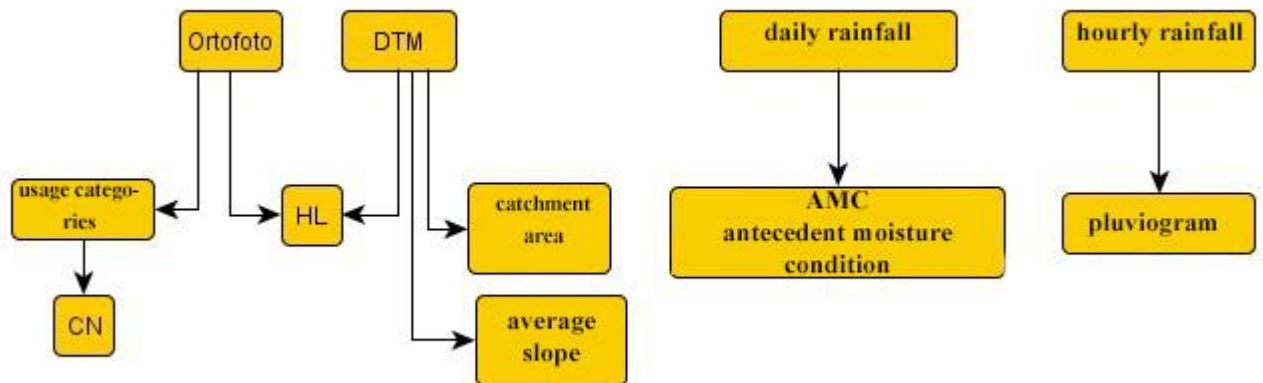 Ortofoto
DTM
daily rainfall
hourly rainfall
usage catego-
ries
HL
catchment
area
AMC
antecedent moisture
condition
pluviogram
CN
average
slope